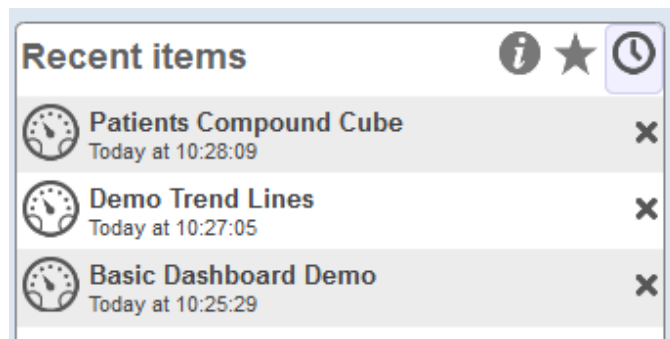 Recent items
Patients Compound Cube
Today at 10:28:09
Demo Trend Lines
Today at 10:27:05
Basic Dashboard Demo
Today at 10:25:29